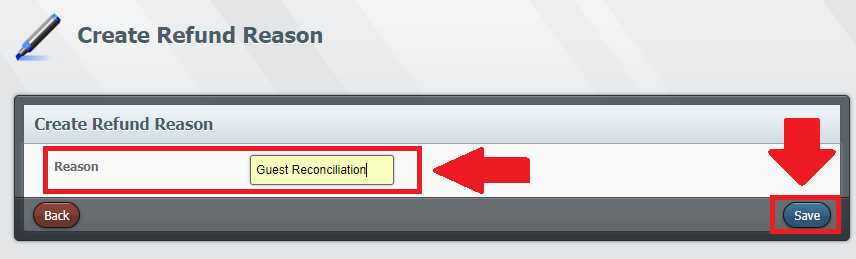 Create Refund Reason
Create Refund Reason
Reason Guest Reconciliation
Back Save